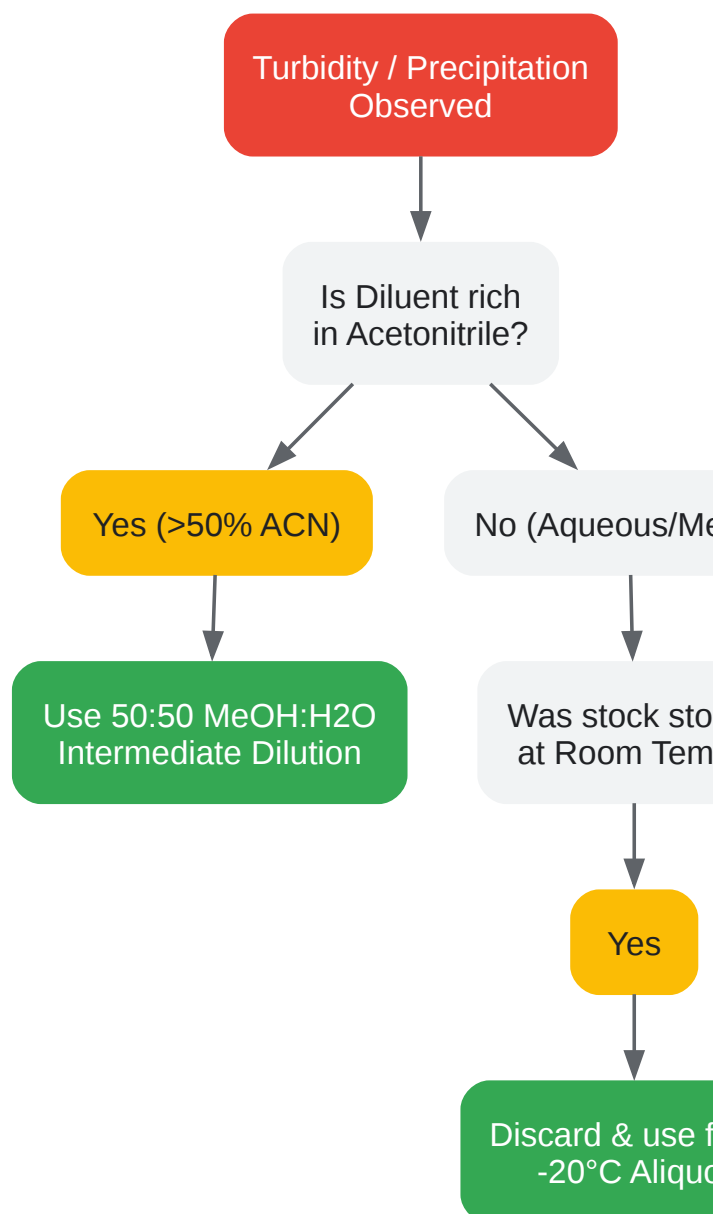 Turbidity / Precipitation
Observed
Is Diluent rich
in Acetonitrile?
Yes (>50% ACN)
No (Aqueous/Me
Use 50:50 MeOH:H2O
Intermediate Dilution
Was stock sto
at Room Tem
Yes
Discard & use f
-20°C Aliquo